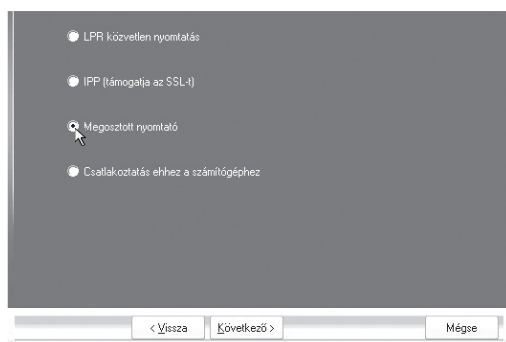 LPR közvetlen nyomtatás
IPP (támogatja az SSL-t)
Megosztott nyomtató
Csatlakoztatás ehhez a számítógéphez
< Vissza Következő > Mégse